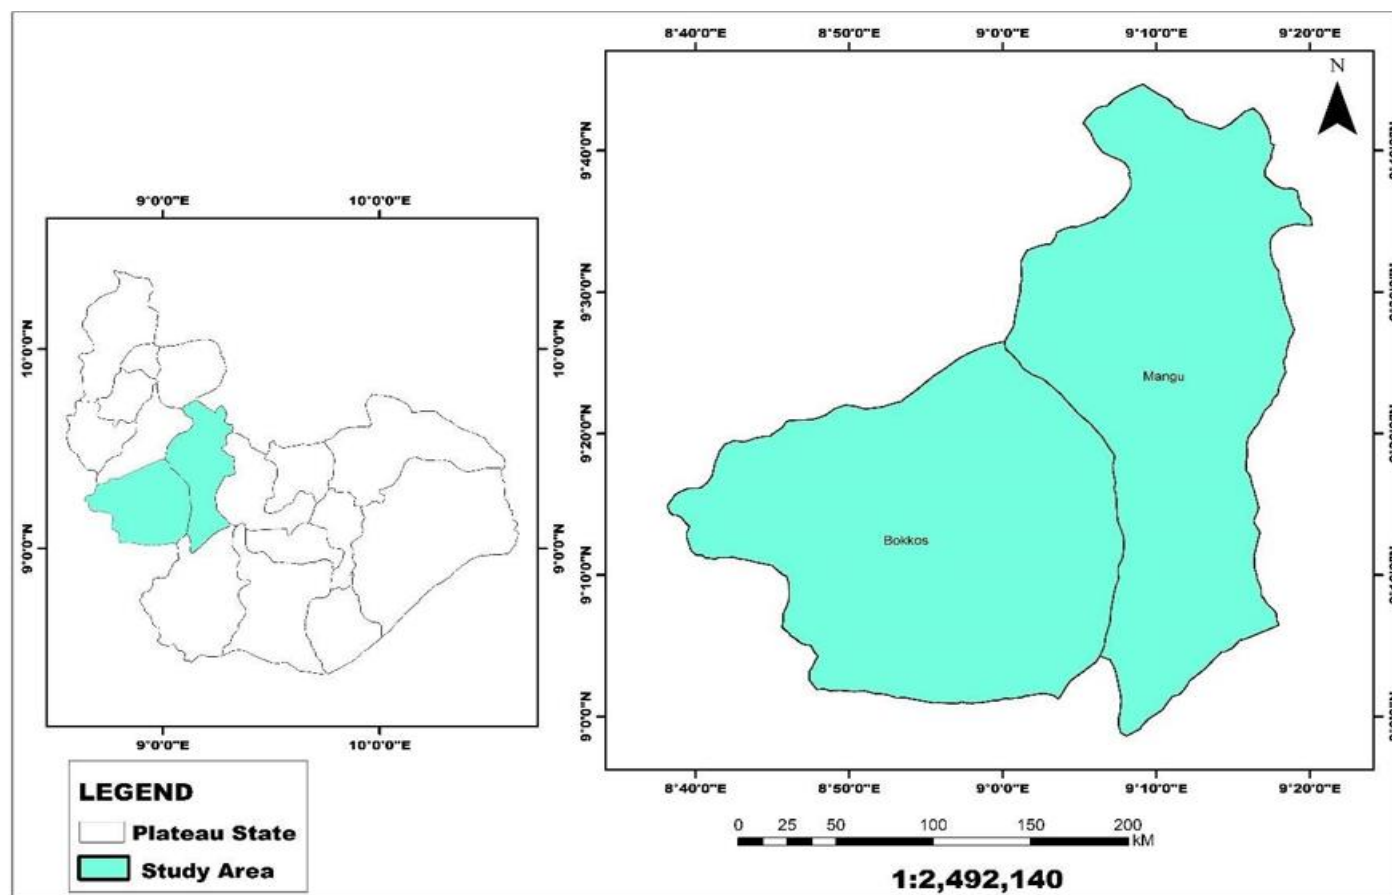 8°40'0"E 8°50'0"E 9°0'0"E 9°10'0"E 9°20'0"E
N
9°40'0"N
9°0'0"E 10°0'0"E
9°30'0"N
10°0'0"N 10°0'0"N
Mangu
9°20'0"N
Bokkos
9°0'0"N 9°0'0"N
9°10'0"N
9°0'0"N
9°0'0"E 10°0'0"E
8°40'0"E 8°50'0"E 9°0'0"E 9°10'0"E 9°20'0"E
LEGEND
Plateau State
Study Area
0 25 50 100 150 200
kM
1:2,492,140